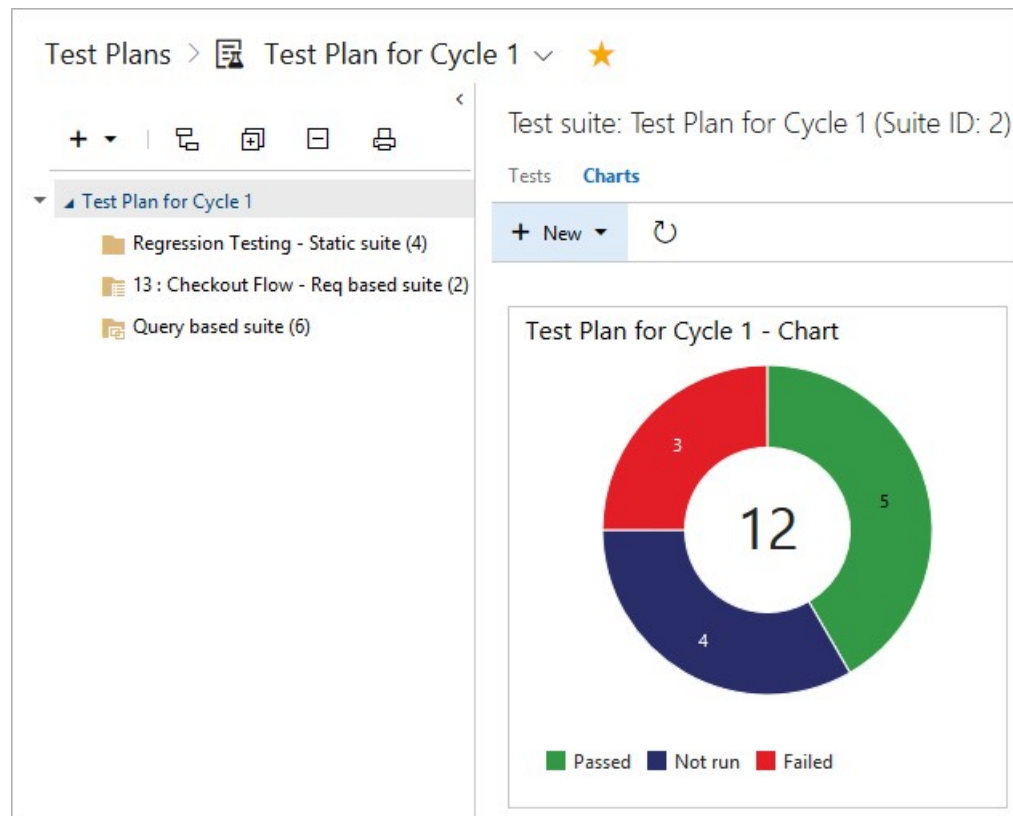 Test Plans > Test Plan for Cycle 1
Test Plan for Cycle 1
Regression Testing - Static suite (4)
13 : Checkout Flow - Req based suite (2)
Query based suite (6)
Test suite: Test Plan for Cycle 1 (Suite ID: 2)
Tests Charts
+ New
Test Plan for Cycle 1 - Chart
3
5
12
4
Passed Not run Failed